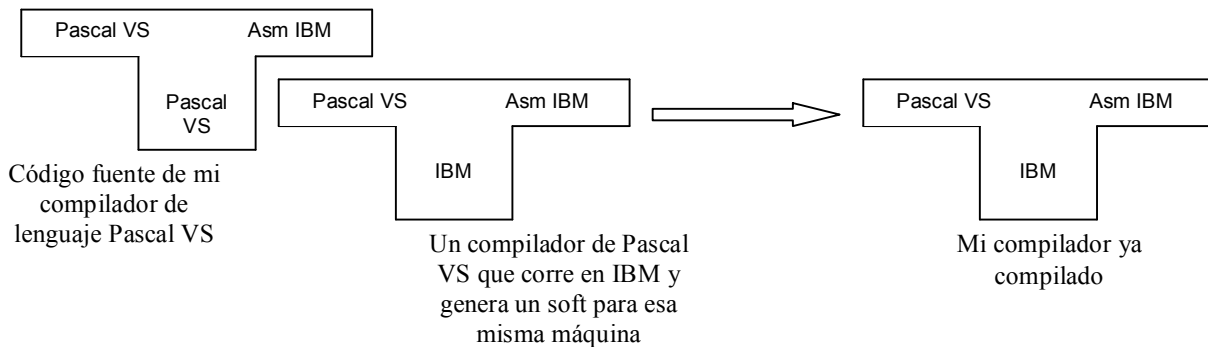 Pascal VS Asm IBM
Pascal
VS
Código fuente de mi
compilador de
lenguaje Pascal VS
Pascal VS Asm IBM
IBM
Un compilador de Pascal
VS que corre en IBM y
genera un soft para esa
misma máquina
Pascal VS Asm IBM
IBM
Mi compilador ya
compilado